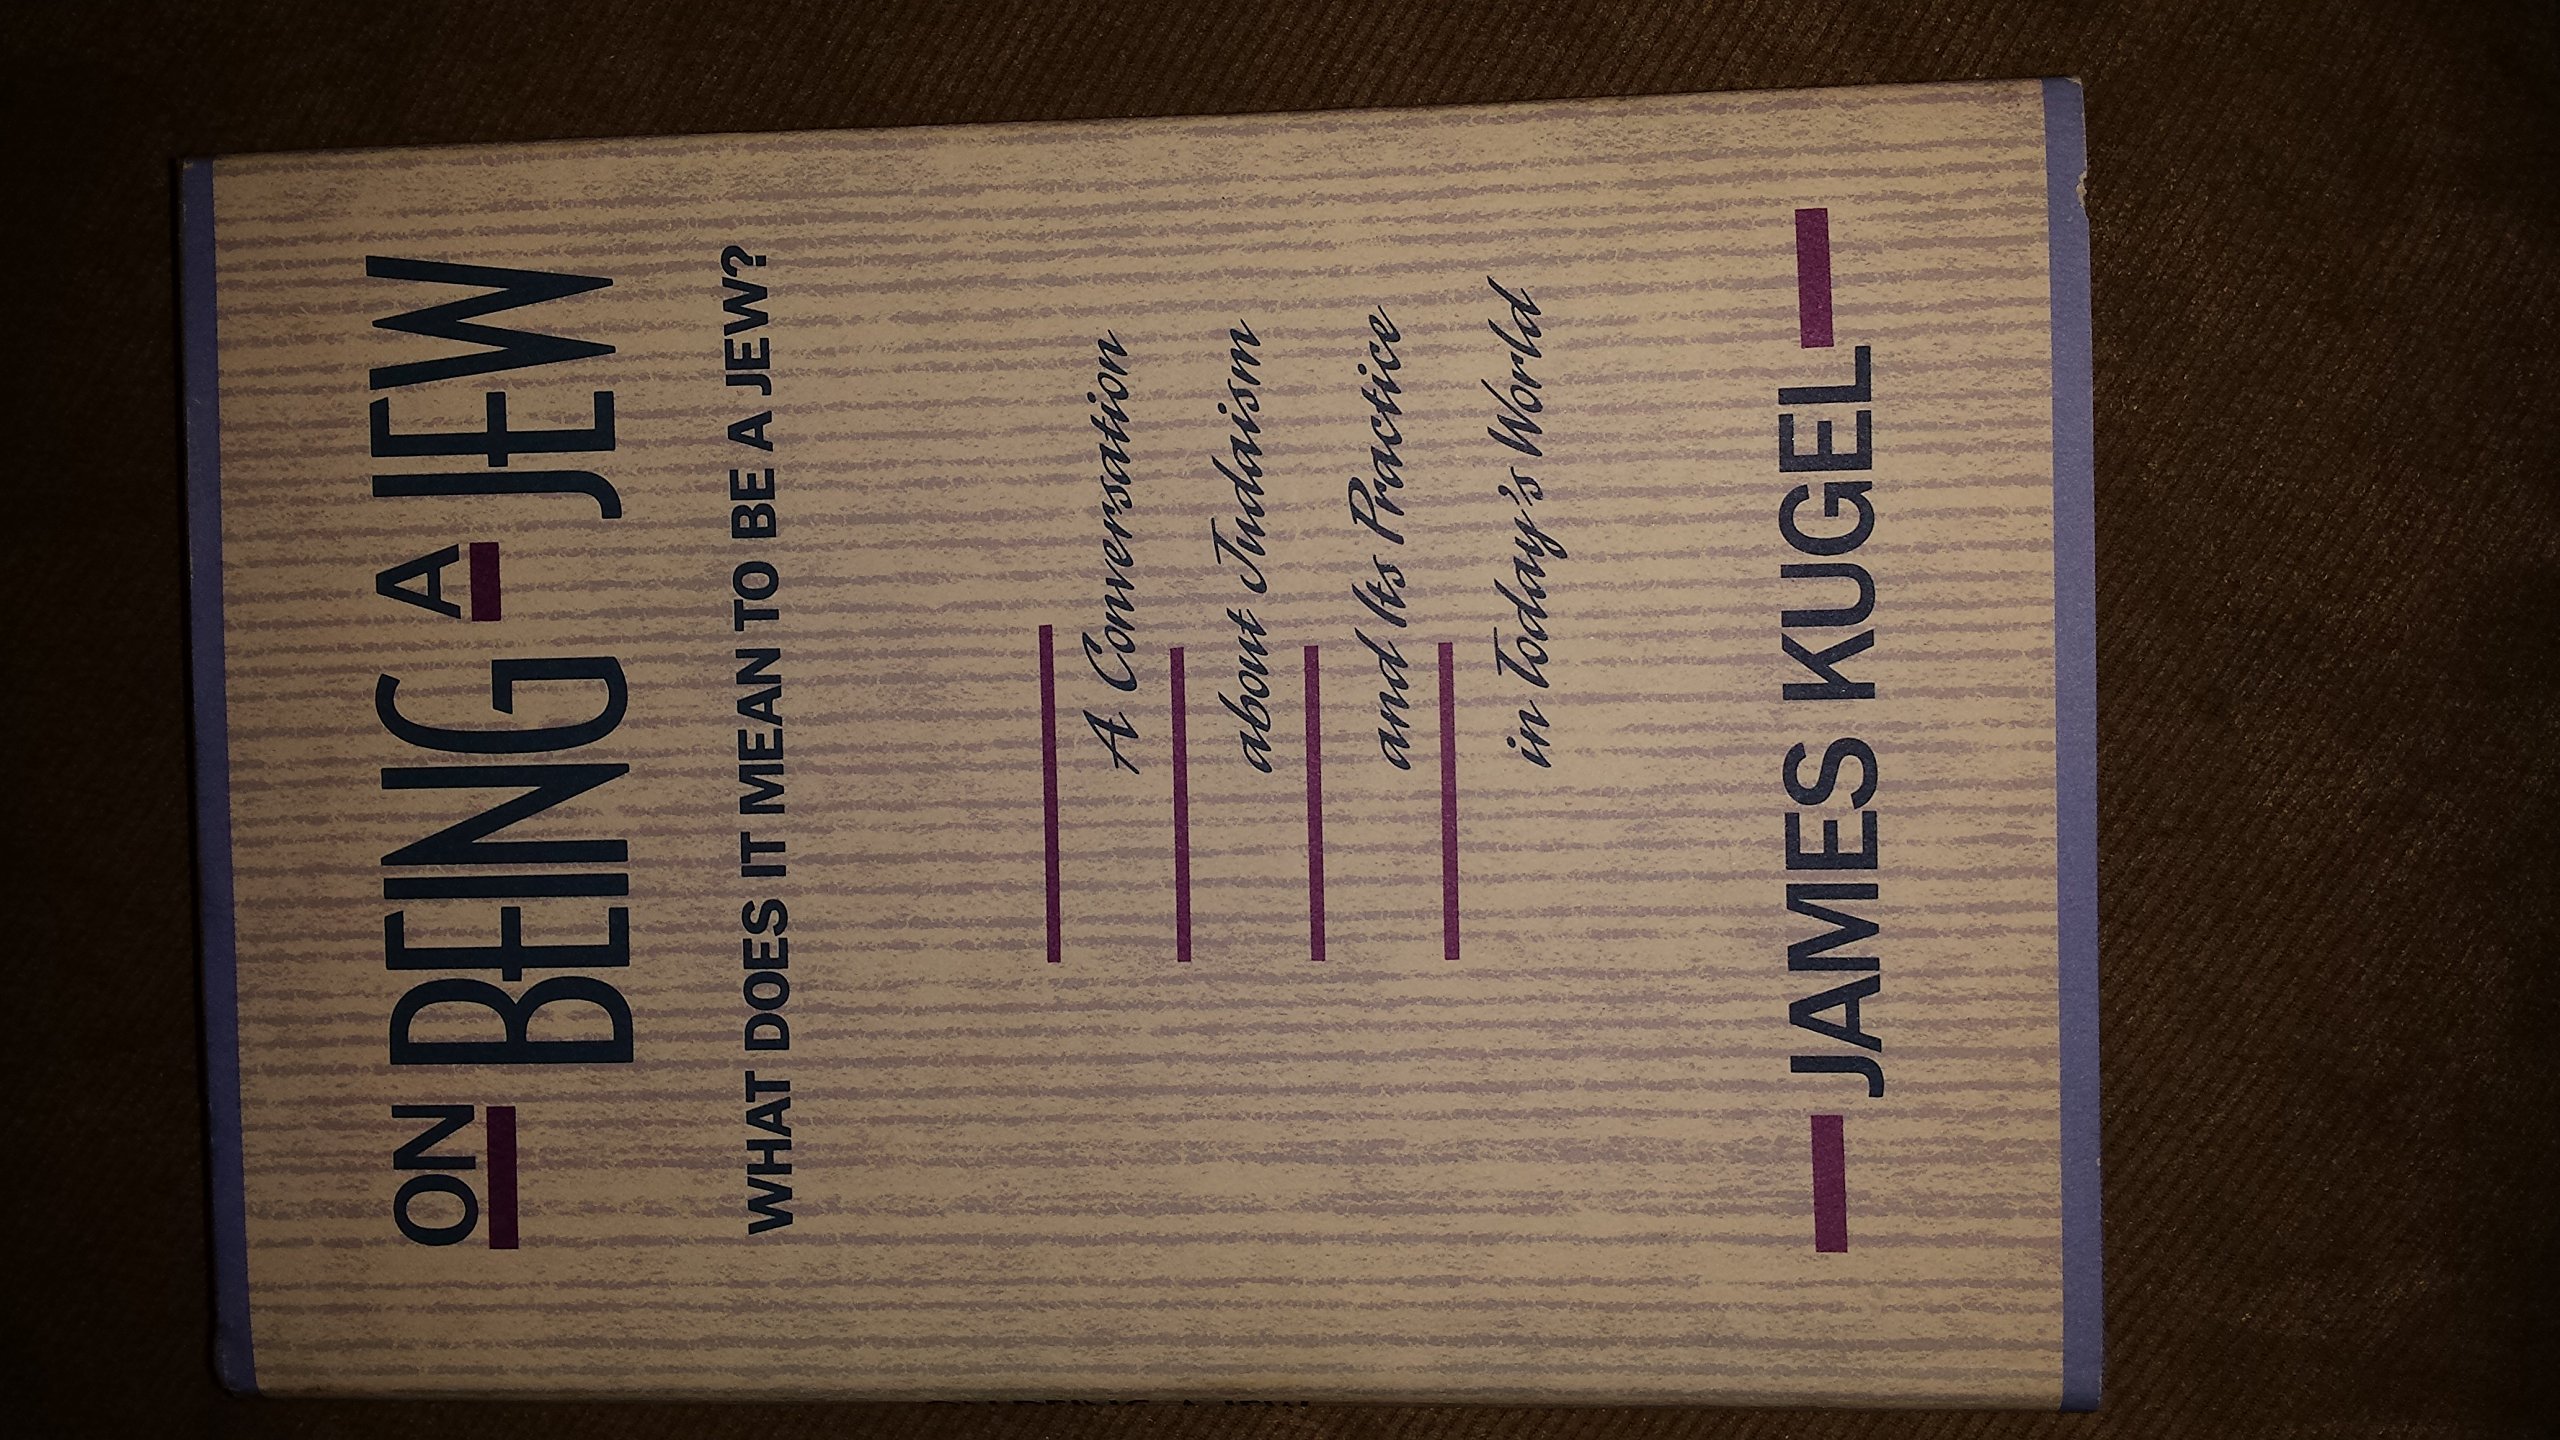 ON BEING A JEW
WHAT DOES IT MEAN TO BE A JEW?
A Conversation
about Judaism
and Its Practice
in Today's World
JAMES KUGEL